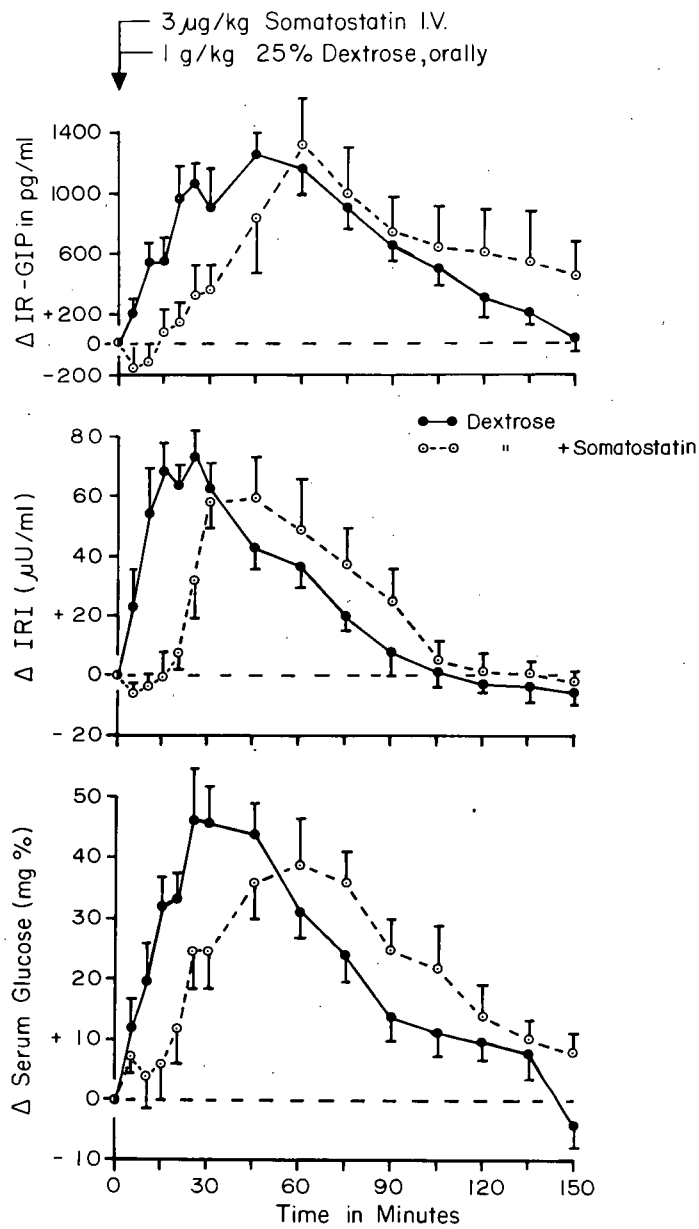 3 µg/kg Somatostatin I.V.
1 g/kg 25% Dextrose, orally
Δ IR-GIP in pg/ml
1400
1000
600
+200
0
-200
Dextrose
" +Somatostatin
Δ IRI (µU/ml)
80
60
40
+20
0
-20
Δ Serum Glucose (mg %)
50
40
30
20
+10
0
-10
0 30 60 90 120 150
Time in Minutes